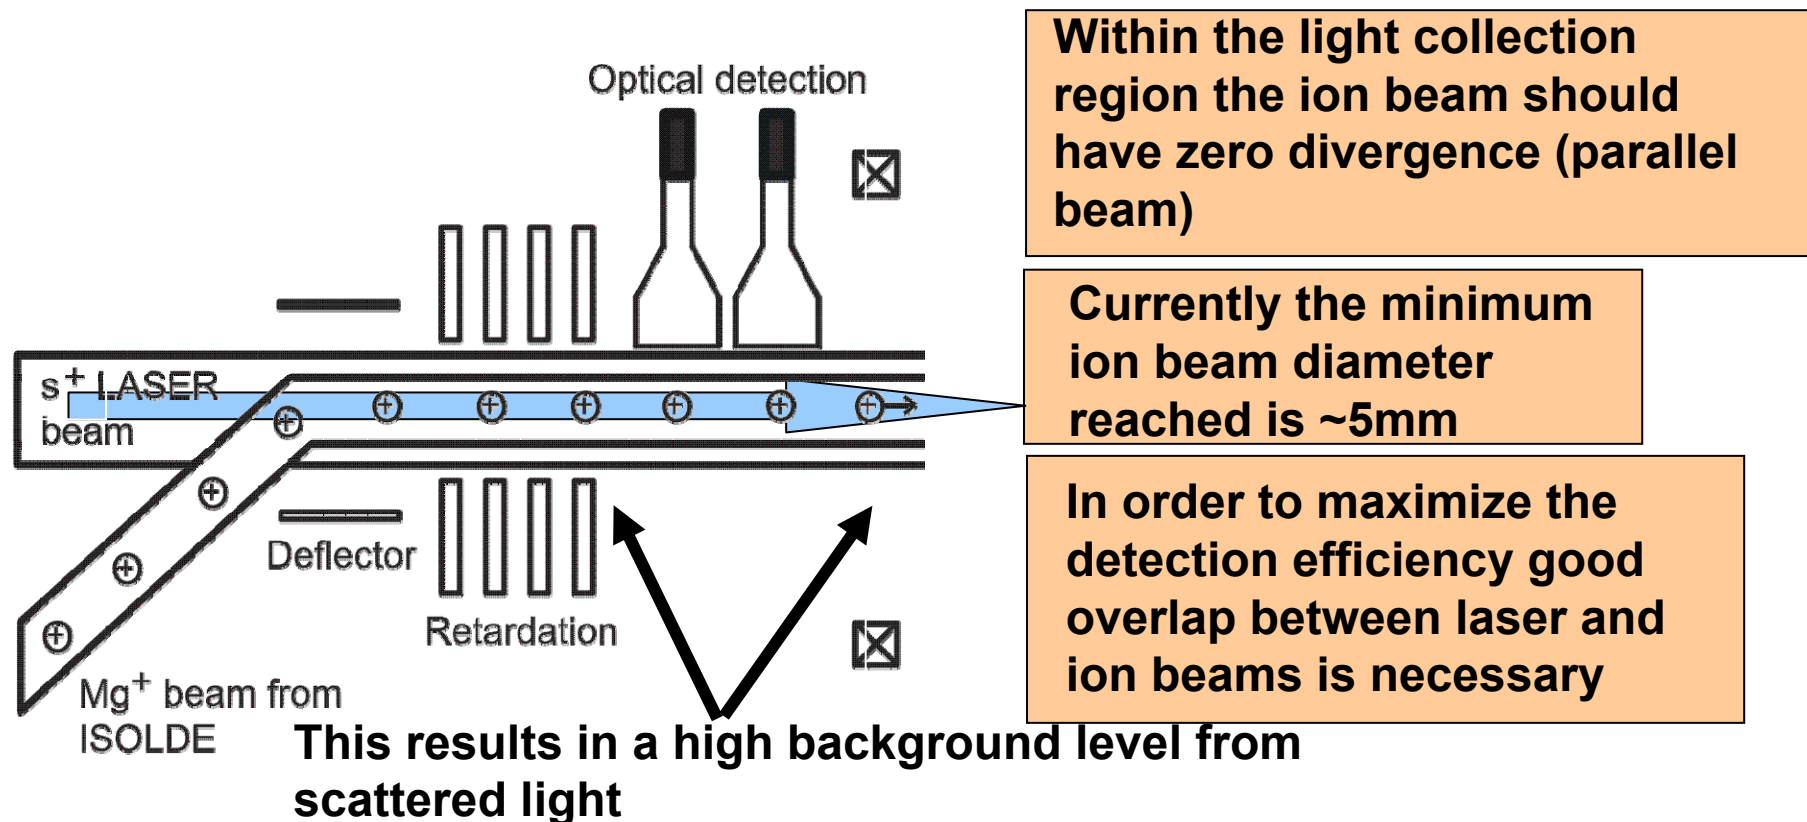 Optical detection
s+ LASER
beam
Deflector
Retardation
Mg+ beam from
ISOLDE
This results in a high background level from
scattered light
Within the light collection
region the ion beam should
have zero divergence (parallel
beam)
Currently the minimum
ion beam diameter
reached is ~5mm
In order to maximize the
detection efficiency good
overlap between laser and
ion beams is necessary